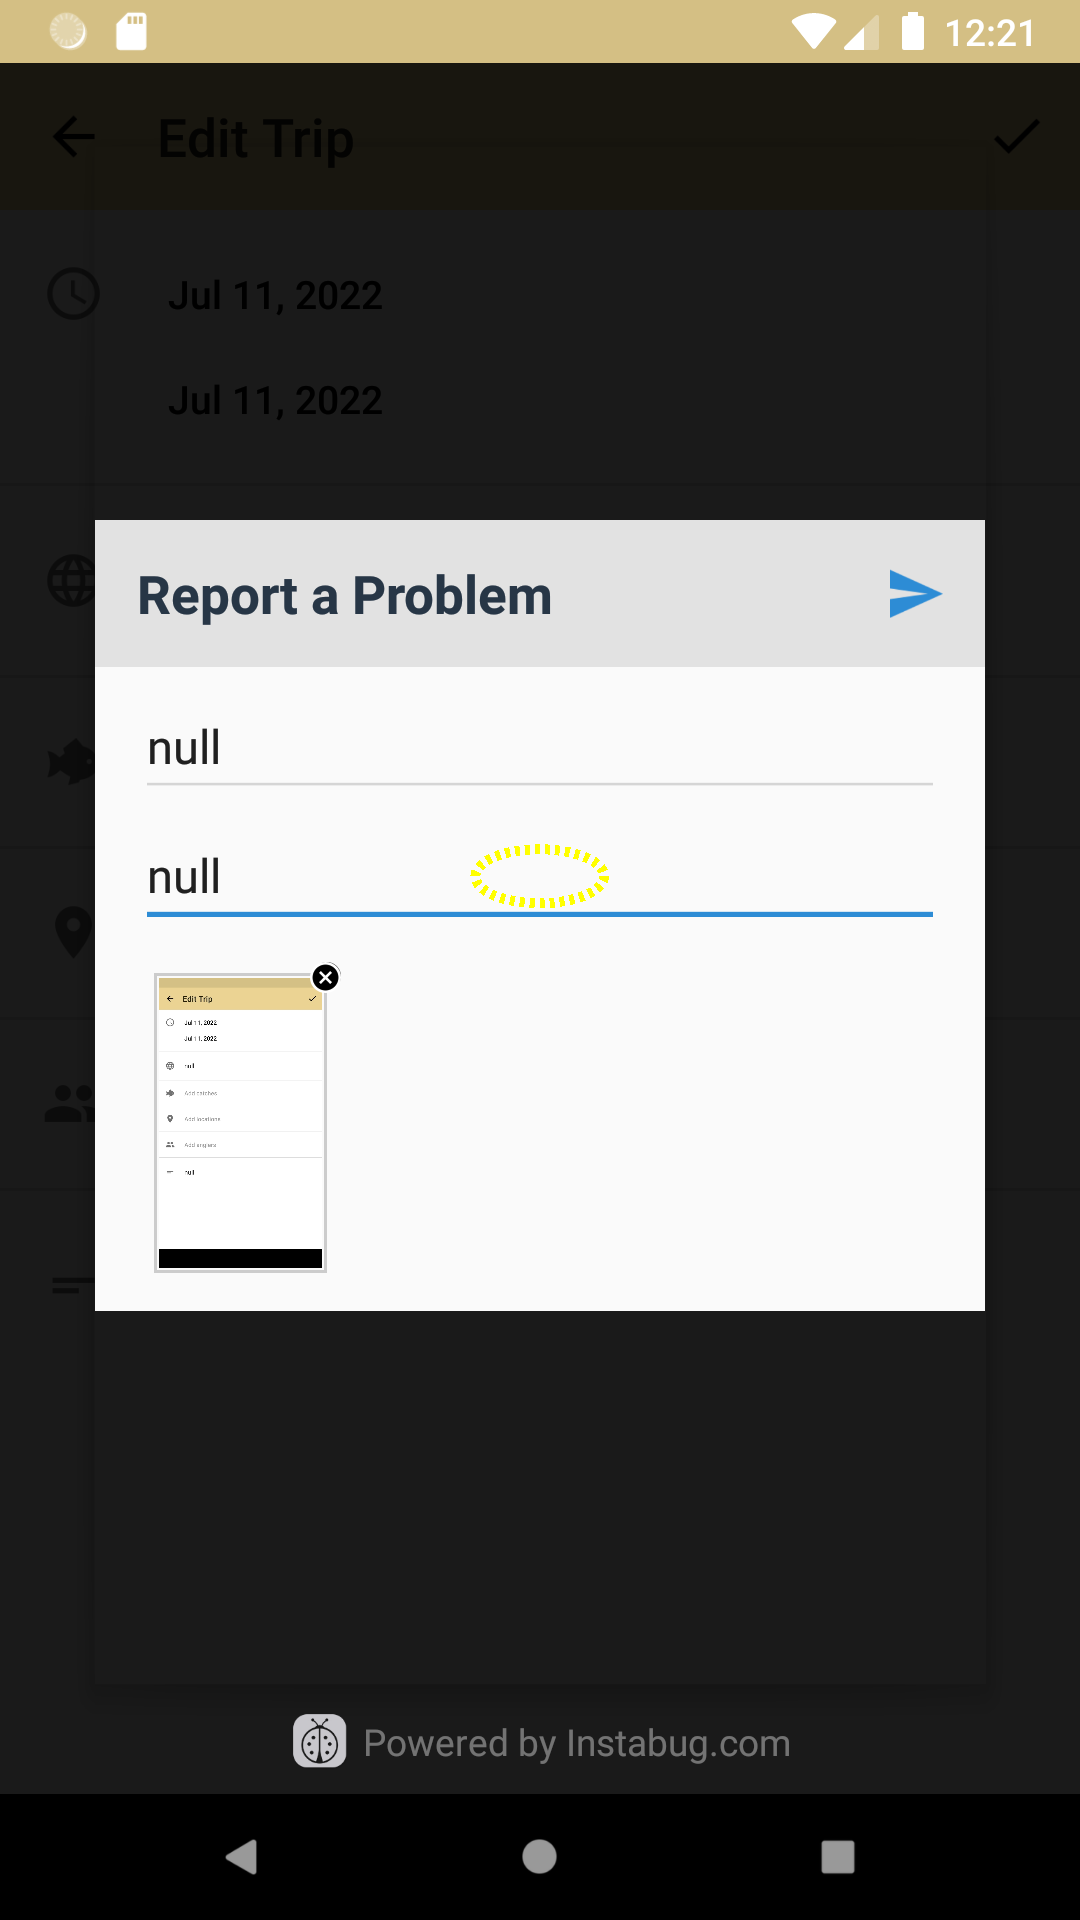 12:21
Edit Trip
Jul 11, 2022
Jul 11, 2022
Report a Problem
null
null
Edit Trip
Jul 11, 2022
Jul 11, 2022
null
Add catches
Add locations
Add anglers
null
Powered by Instabug.com